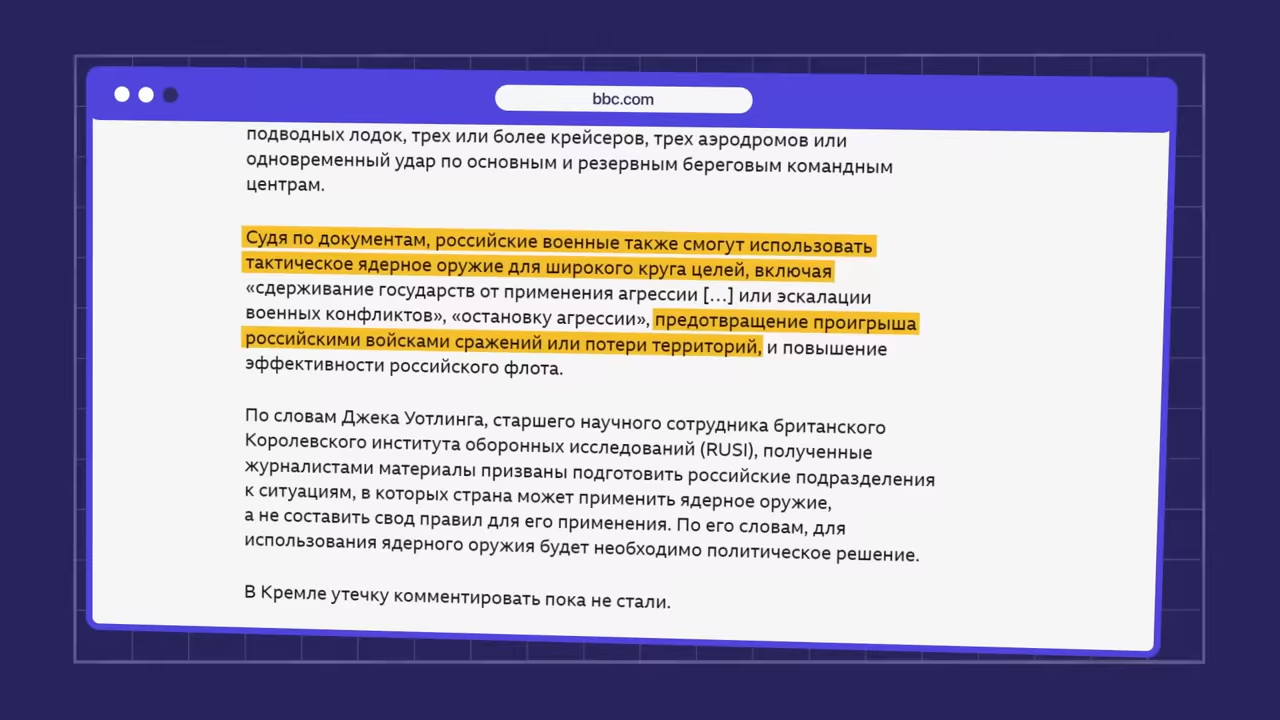 bbc.com
подводных лодок, трех или более крейсеров, трех аэродромов или
одновременный удар по основным и резервным береговым командным
центрам.
Судя по документам, российские военные также смогут использовать
тактическое ядерное оружие для широкого круга целей, включая
«сдерживание государств от применения агрессии […] или эскалации
военных конфликтов», «остановку агрессии», предотвращение проигрыша
российскими войсками сражений или потери территорий, и повышение
эффективности российского флота.
По словам Джека Уотлинга, старшего научного сотрудника британского
Королевского института оборонных исследований (RUSI), полученные
журналистами материалы призваны подготовить российские подразделения
к ситуациям, в которых страна может применить ядерное оружие,
а не составить свод правил для его применения. По его словам, для
использования ядерного оружия будет необходимо политическое решение.
В Кремле утечку комментировать пока не стали.